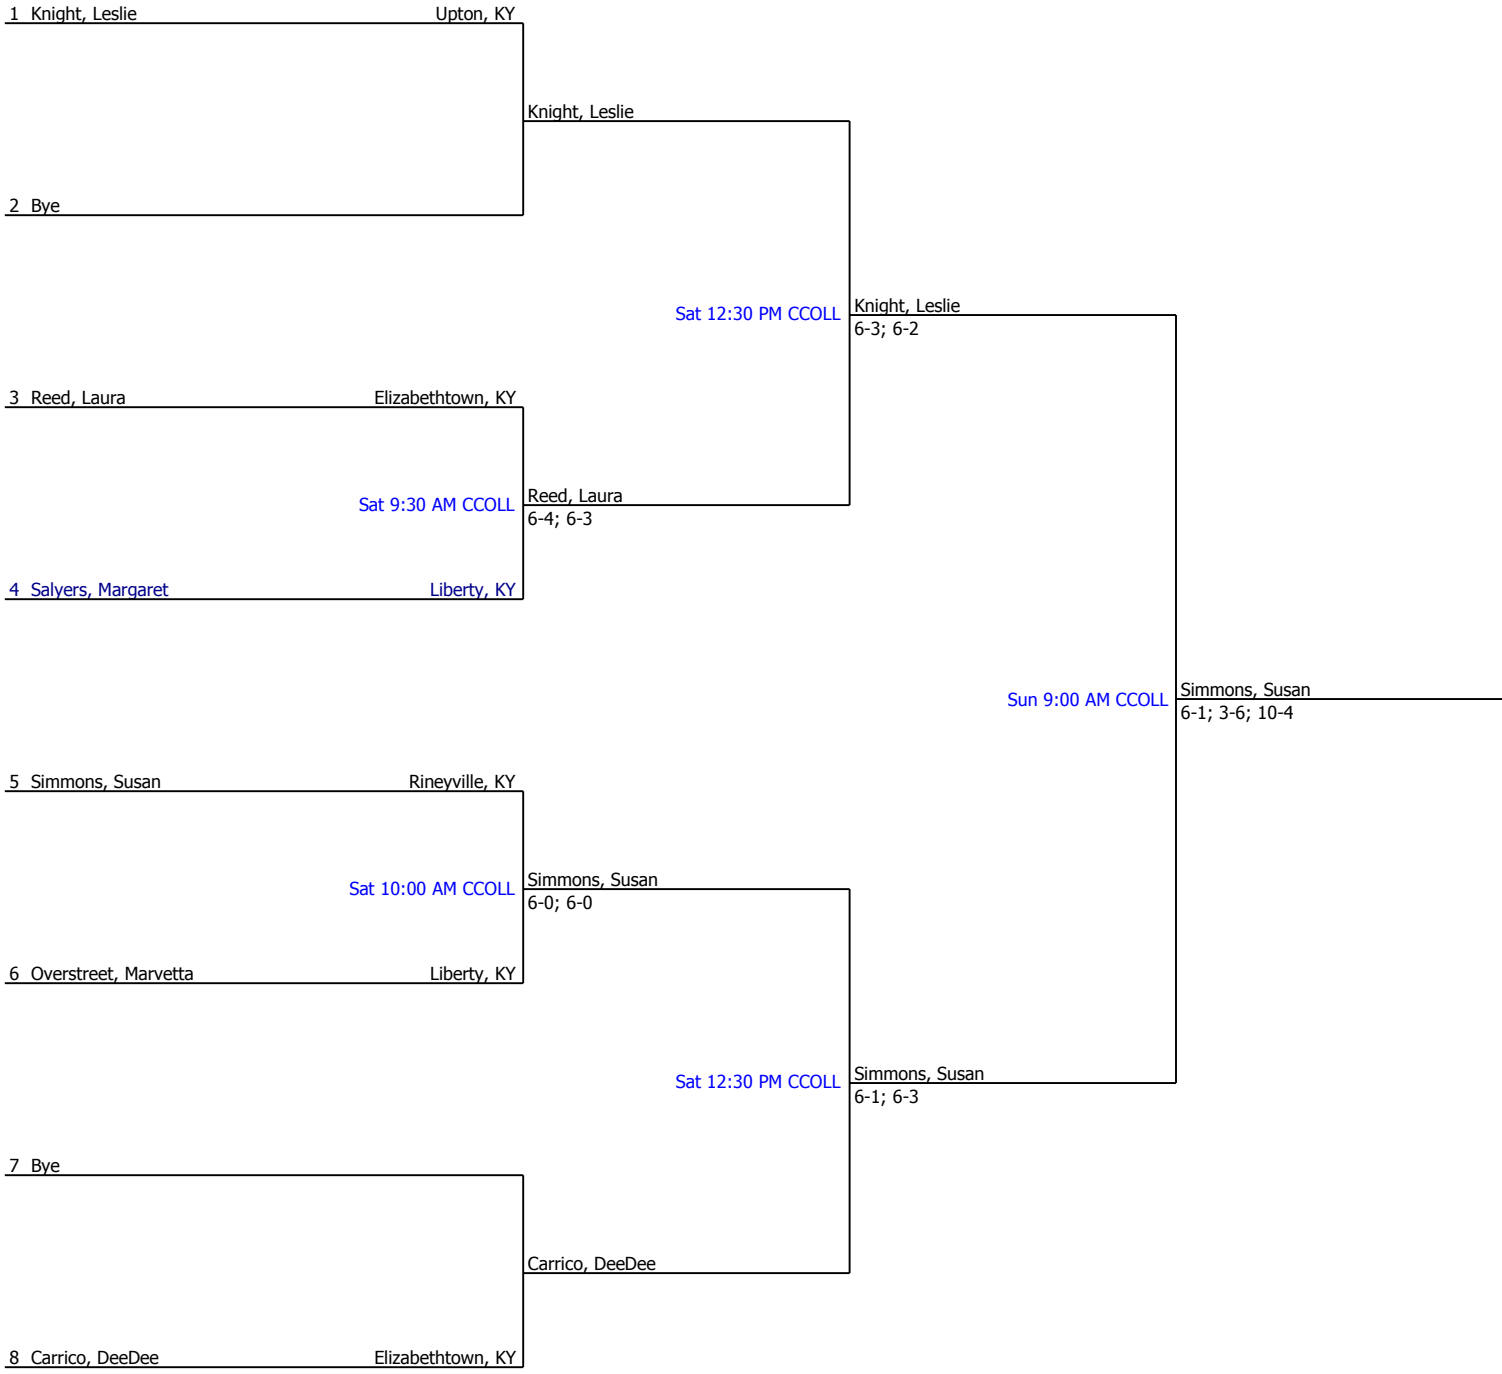 1 Knight, Leslie Upton, KY
Knight, Leslie
2 Bye
Sat 12:30 PM CCOLL Knight, Leslie
6-3; 6-2
3 Reed, Laura Elizabethtown, KY
Sat 9:30 AM CCOLL Reed, Laura
6-4; 6-3
4 Salyers, Margaret Liberty, KY
Sun 9:00 AM CCOLL Simmons, Susan
6-1; 3-6; 10-4
5 Simmons, Susan Rineyville, KY
Sat 10:00 AM CCOLL Simmons, Susan
6-0; 6-0
6 Overstreet, Marvetta Liberty, KY
Sat 12:30 PM CCOLL Simmons, Susan
6-1; 6-3
7 Bye
Carrico, DeeDee
8 Carrico, DeeDee Elizabethtown, KY